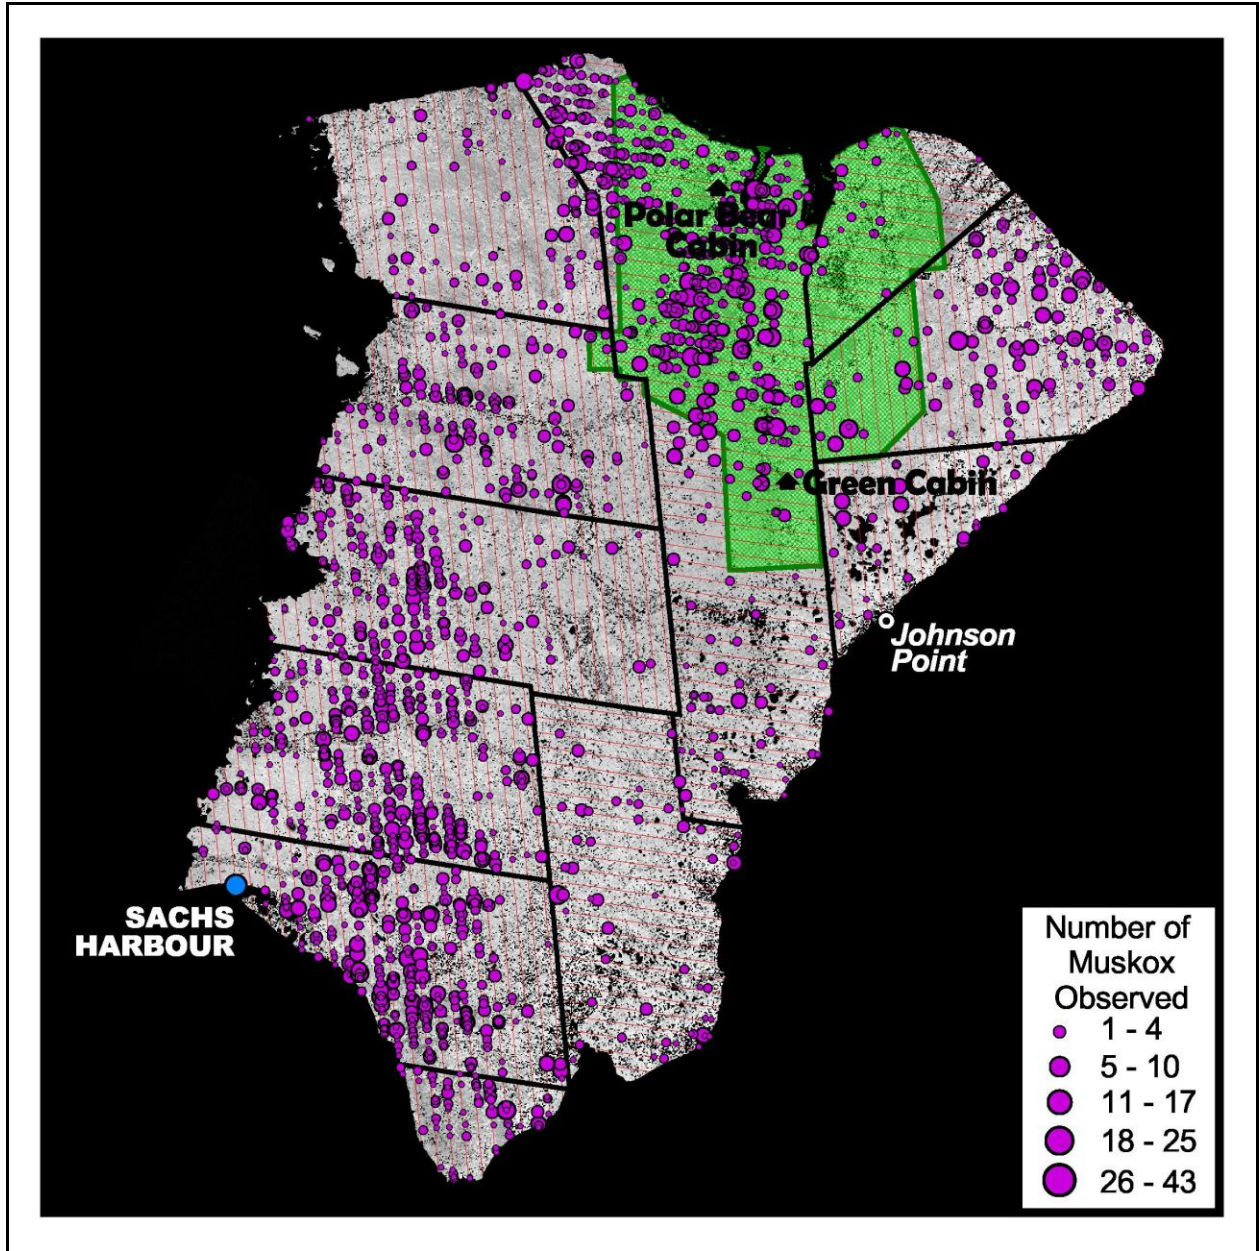 Polar Bear
Cabin
Green Cabin
Johnson
Point
SACHS
HARBOUR
Number of
Muskox
Observed
1 - 4
5 - 10
11 - 17
18 - 25
26 - 43